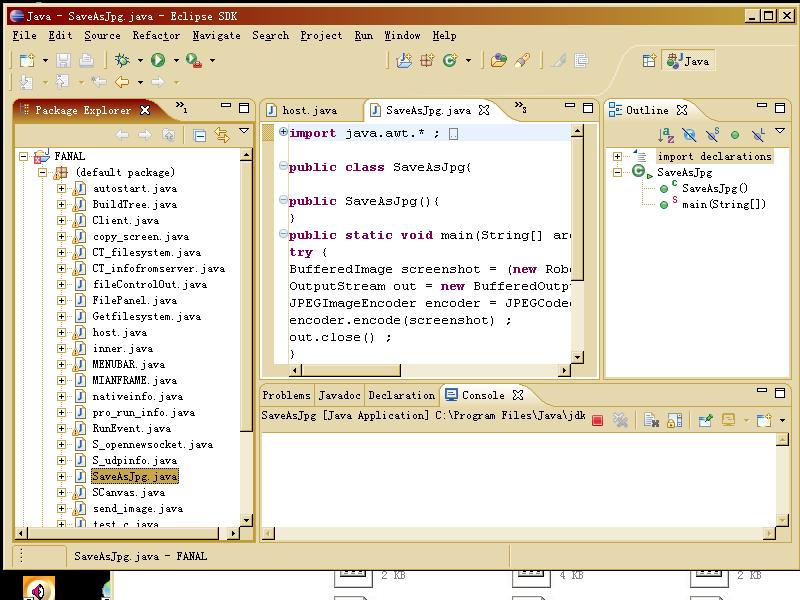 Java - SaveAsJpg.java - Eclipse SDK
File Edit Source Refactor Navigate Search Project Run Window Help
Java
Package Explorer
1
FANAL
(default package)
autostart.java
BuildTree.java
Client.java
copy_screen.java
CT_filesystem.java
CT_infofromserver.java
fileControlOut.java
FilePanel.java
Getfilesystem.java
host.java
inner.java
MENUBAR.java
MIANFRAME.java
nativeinfo.java
pro_run_info.java
RunEvent.java
S_opennewsocket.java
S_udpinfo.java
SaveAsJpg.java
SCanvas.java
send_image.java
test_c.java
host.java SaveAsJpg.java
import java.awt.* ;
public class SaveAsJpg{
public SaveAsJpg(){
}
public static void main(String[] ar
try {
BufferedImage screenshot = (new Rob
OutputStream out = new BufferedOutp
JPEGImageEncoder encoder = JPEGCode
encoder.encode(screenshot) ;
out.close() ;
}
Outline
import declarations
SaveAsJpg
SaveAsJpg()
main(String[])
Problems Javadoc Declaration Console
SaveAsJpg [Java Application] C:\Program Files\Java\jdk
SaveAsJpg.java - FANAL
2 KB 4 KB 2 KB